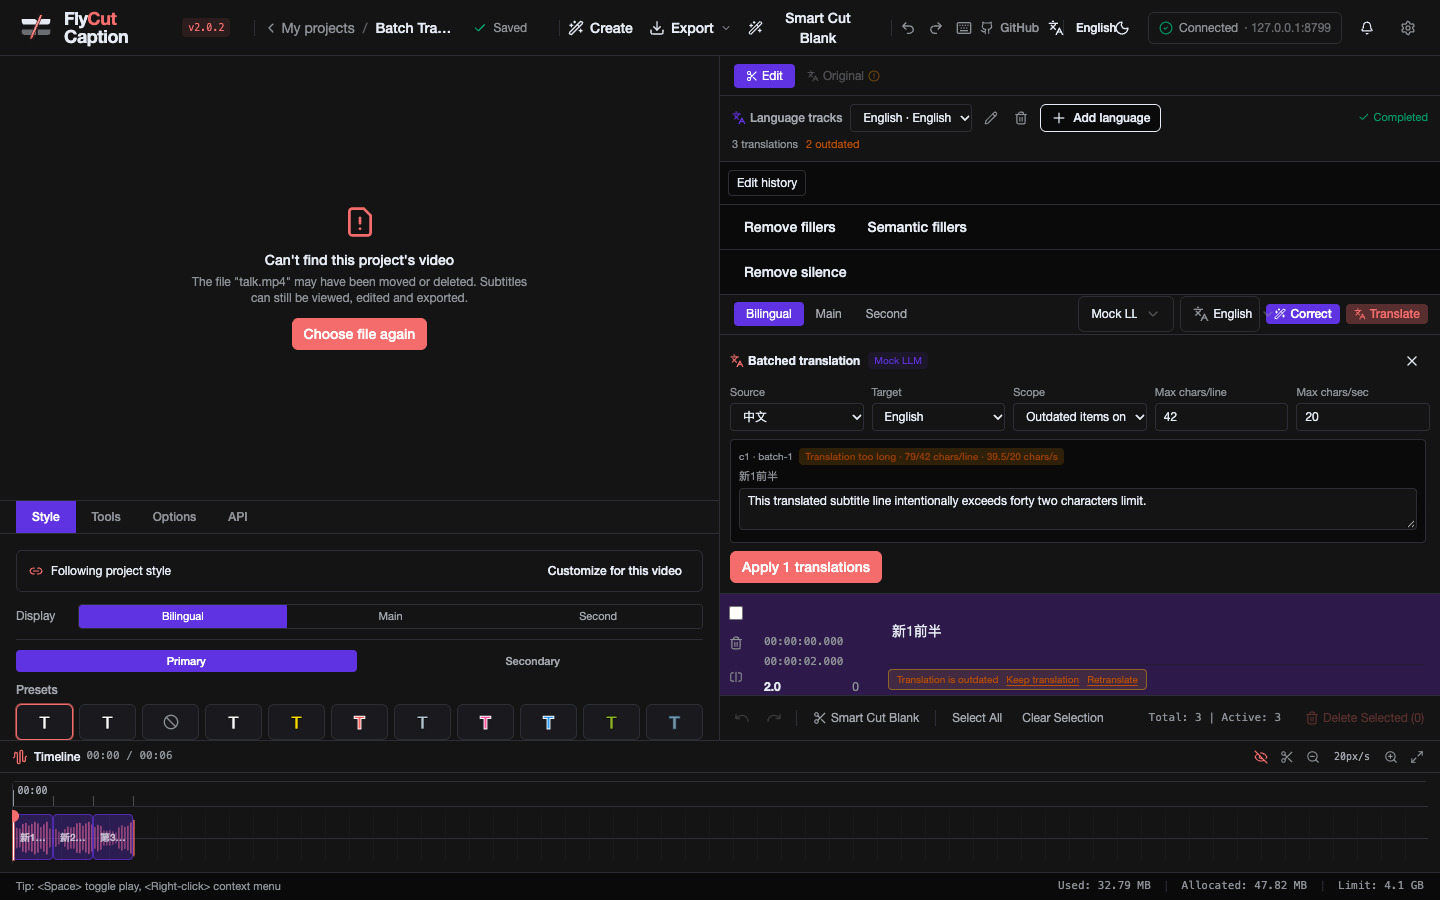 FlyCut
Caption
v2.0.2
My projects / Batch Tra...
Saved
Create
Export
Smart Cut
Blank
GitHub
English
Connected · 127.0.0.1:8799
Can't find this project's video
The file "talk.mp4" may have been moved or deleted. Subtitles
can still be viewed, edited and exported.
Choose file again
Edit
Original
Language tracks
English · English
Add language
Completed
3 translations 2 outdated
Edit history
Remove fillers
Semantic fillers
Remove silence
Bilingual
Main
Second
Mock LL
English
Correct
Translate
Batched translation
Mock LLM
Source
Target
Scope
Max chars/line
Max chars/sec
中文
English
Outdated items on
42
20
c1 · batch-1
Translation too long · 79/42 chars/line · 39.5/20 chars/s
新1前半
This translated subtitle line intentionally exceeds forty two characters limit.
Apply 1 translations
新1前半
00:00:00.000
00:00:02.000
2.0
0
Translation is outdated Keep translation Retranslate
Smart Cut Blank
Select All
Clear Selection
Total: 3 | Active: 3
Delete Selected (0)
Style
Tools
Options
API
Following project style
Customize for this video
Display
Bilingual
Main
Second
Primary
Secondary
Presets
T
T
T
T
T
T
T
T
T
T
Timeline
00:00 / 00:06
20px/s
00:00
新1...
新2...
第3...
Tip: <Space> toggle play, <Right-click> context menu
Used: 32.79 MB | Allocated: 47.82 MB | Limit: 4.1 GB